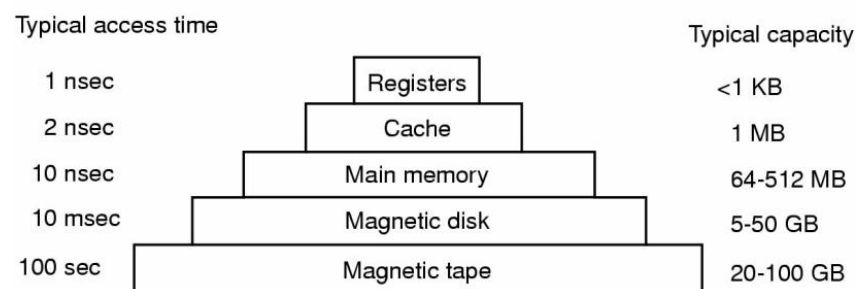 Typical access time
Typical capacity
1 nsec
Registers
<1 KB
2 nsec
Cache
1 MB
10 nsec
Main memory
64-512 MB
10 msec
Magnetic disk
5-50 GB
100 sec
Magnetic tape
20-100 GB